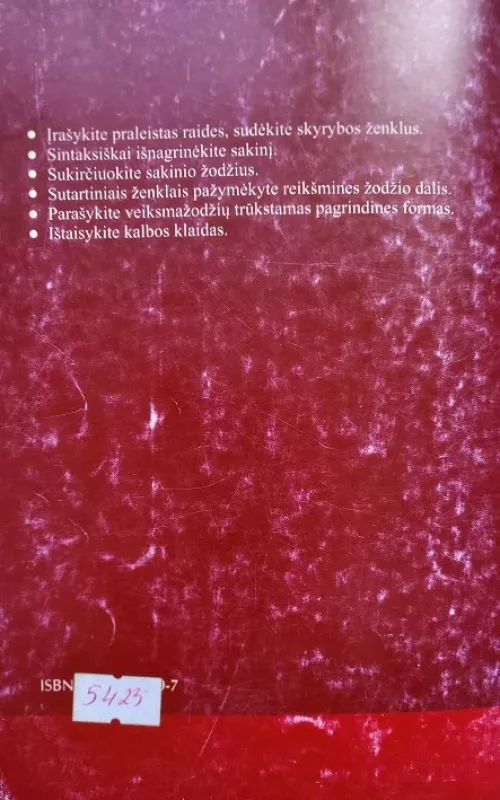 • Įrašykite praleistas raides, sudėkite skyrybos ženklus.
• Sintaksiškai išnagrinėkite sakinį.
• Sukirčiuokite sakinio žodžius.
• Sutartiniais ženklais pažymėkyte reikšmines žodžio dalis.
• Parašykite veiksmažodžių trūkstamas pagrindines formas.
• Ištaisykite kalbos klaidas.
ISBN -7
5425